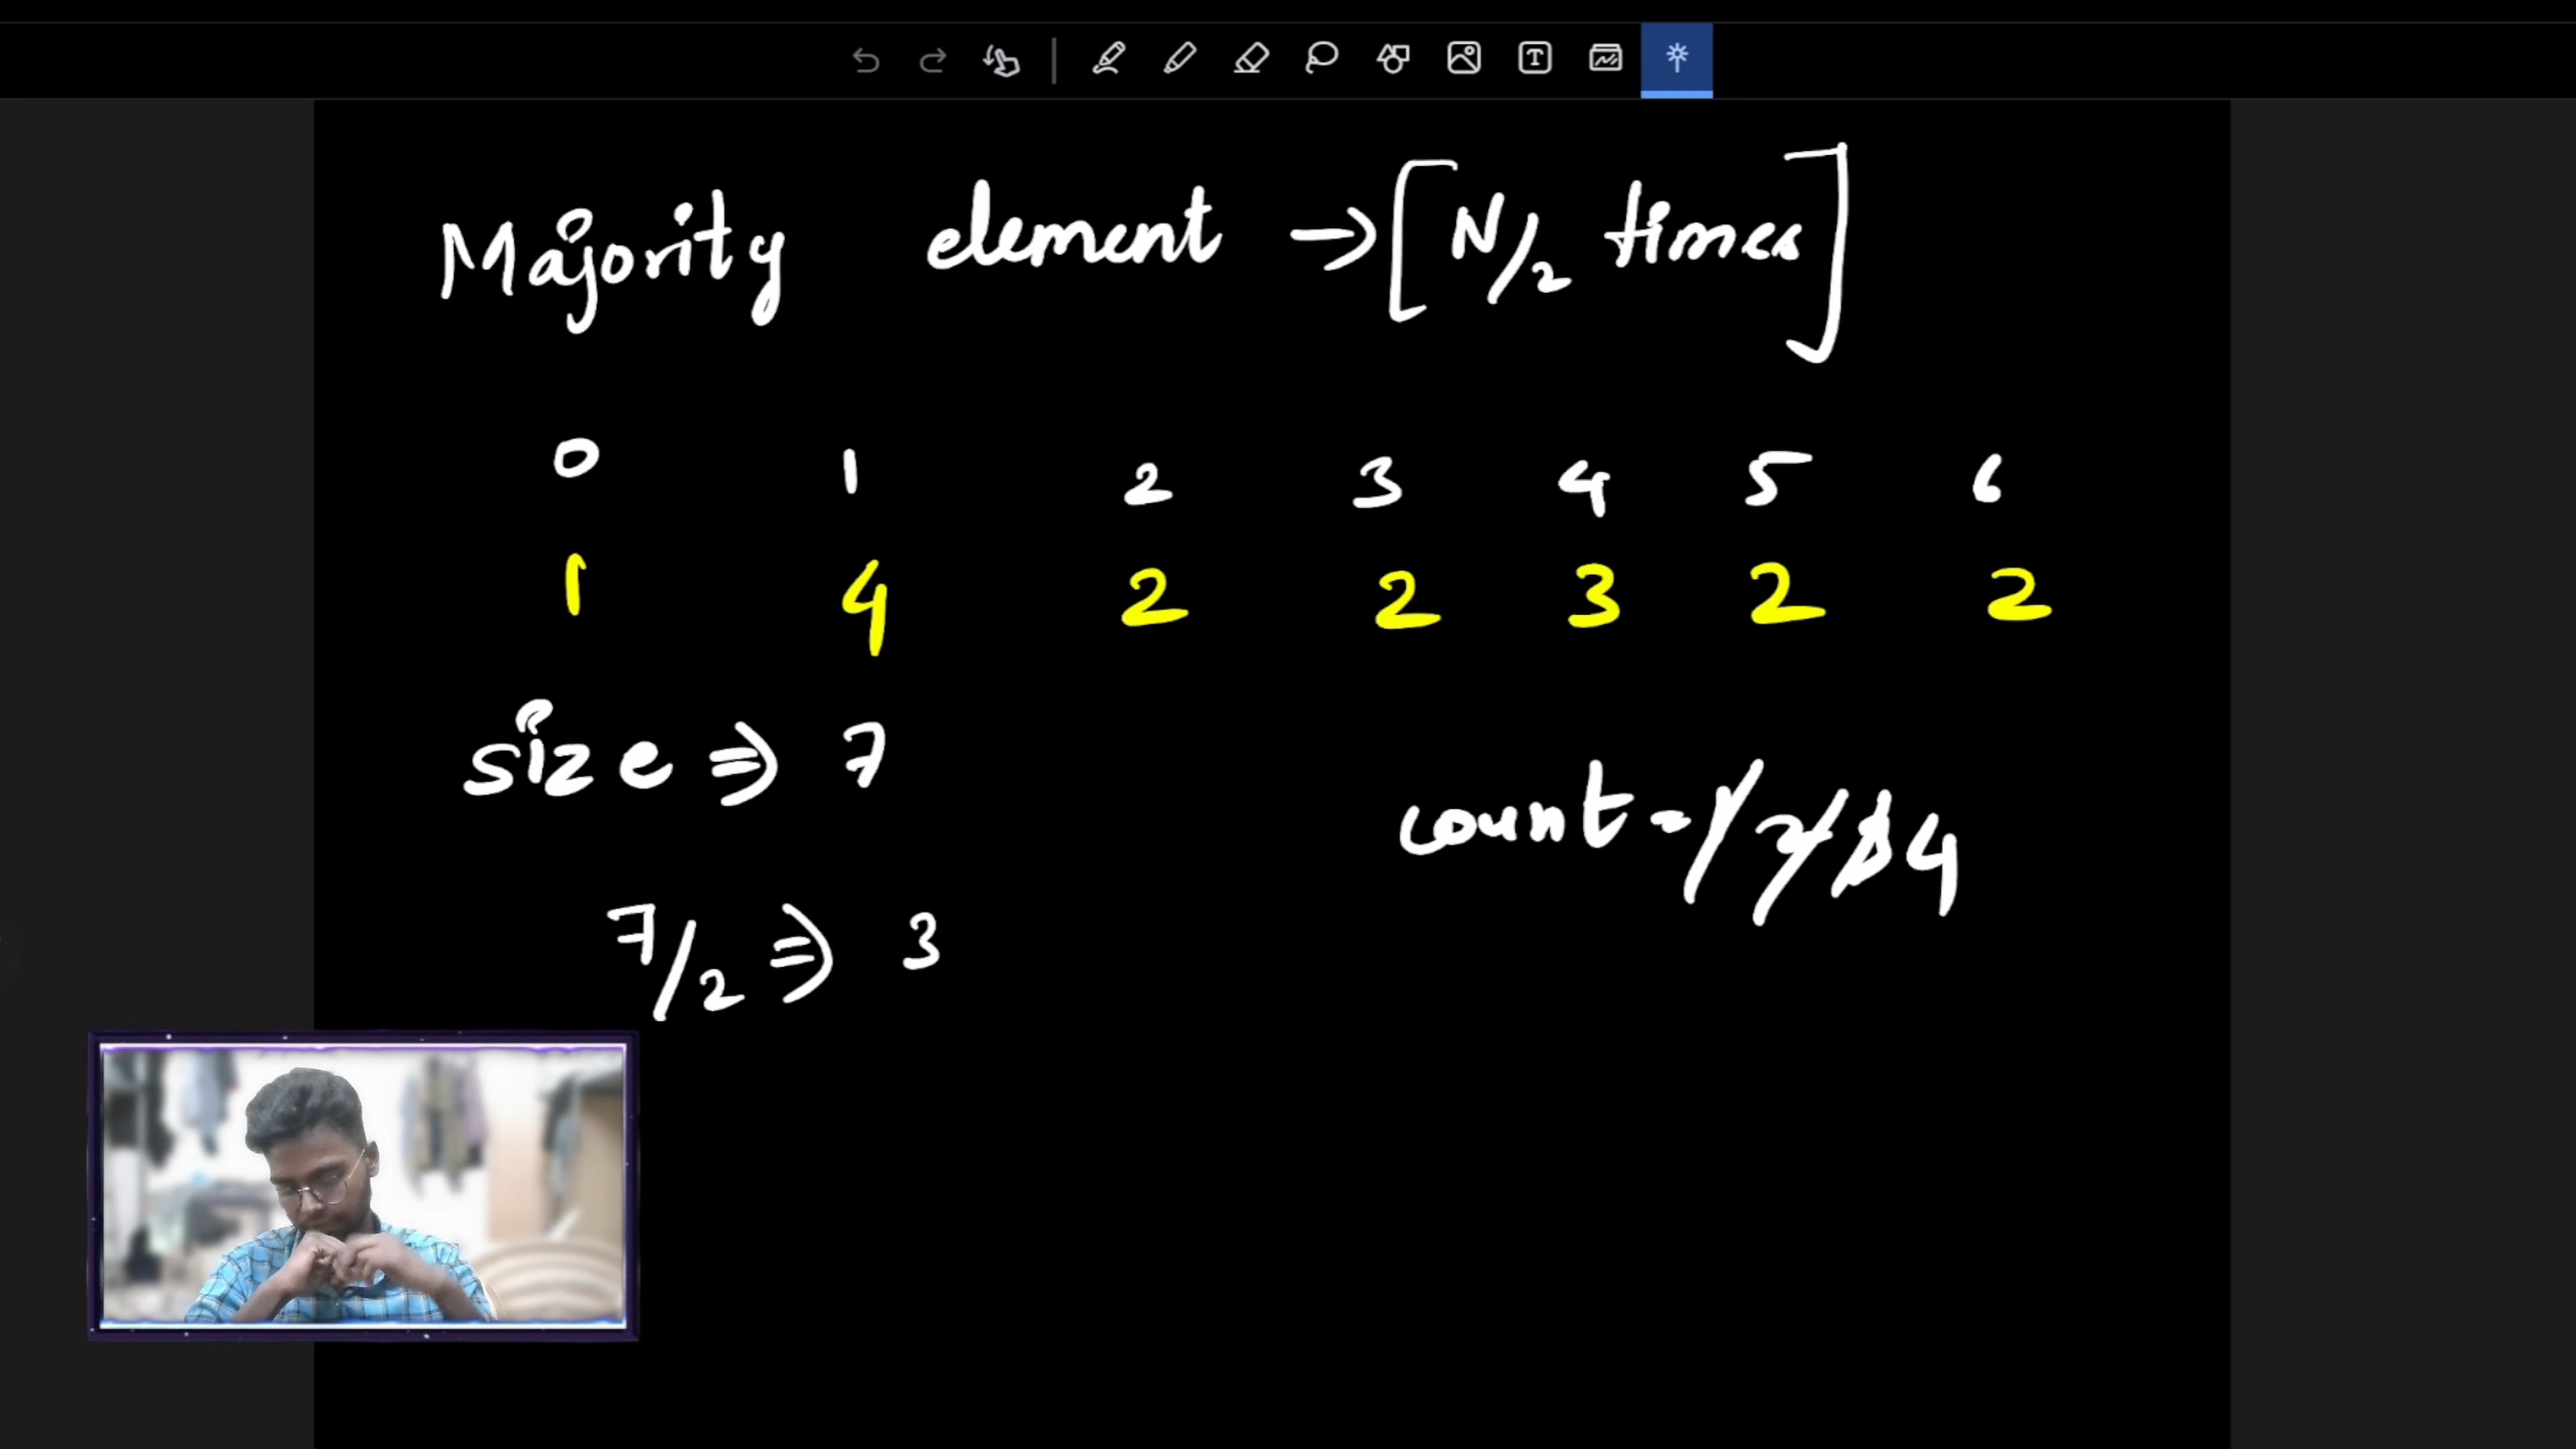 Majority element → [N/2 times]
0 1 2 3 4 5 6
1 4 2 2 3 2 2
size ⇒ 7
count = 1 2 3 4
7/2 ⇒ 3